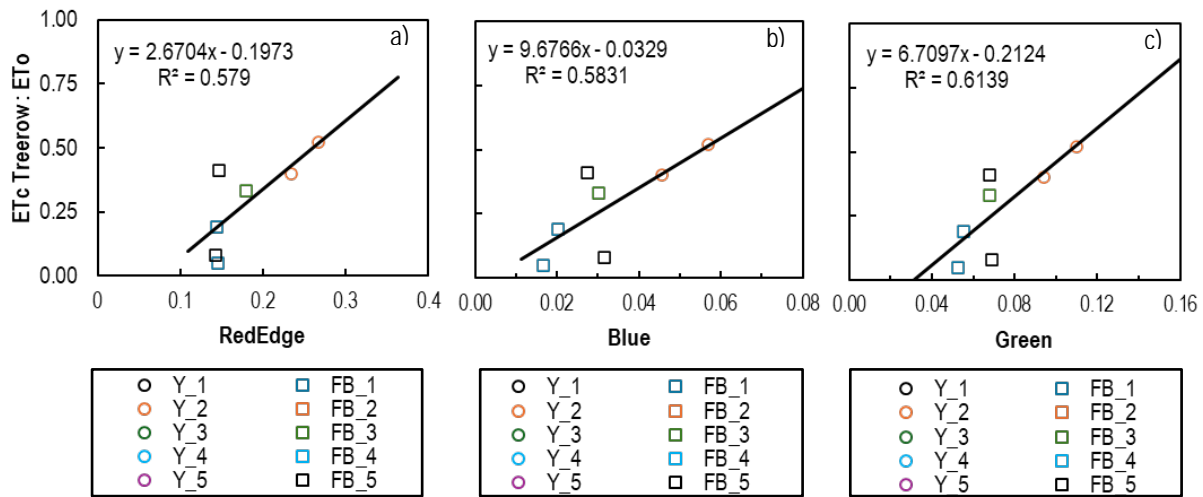 ETc Treerow: ETo
1.00
0.75
0.50
0.25
0.00
a)
y = 2.6704x - 0.1973
R² = 0.579
0
0.1
0.2
0.3
0.4
RedEdge
b)
y = 9.6766x - 0.0329
R² = 0.5831
0.00
0.02
0.04
0.06
0.08
Blue
c)
y = 6.7097x - 0.2124
R² = 0.6139
0.00
0.04
0.08
0.12
0.16
Green
Y_1 FB_1
Y_2 FB_2
Y_3 FB_3
Y_4 FB_4
Y_5 FB_5
Y_1 FB_1
Y_2 FB_2
Y_3 FB_3
Y_4 FB_4
Y_5 FB_5
Y_1 FB_1
Y_2 FB_2
Y_3 FB_3
Y_4 FB_4
Y_5 FB_5